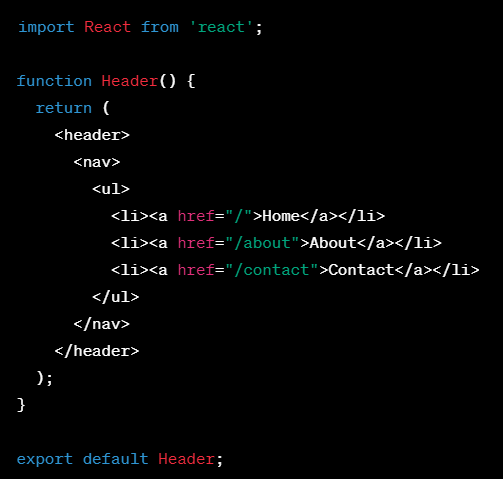 import React from 'react';

function Header() {
  return (
    <header>
      <nav>
        <ul>
          <li><a href="/">Home</a></li>
          <li><a href="/about">About</a></li>
          <li><a href="/contact">Contact</a></li>
        </ul>
      </nav>
    </header>
  );
}

export default Header;